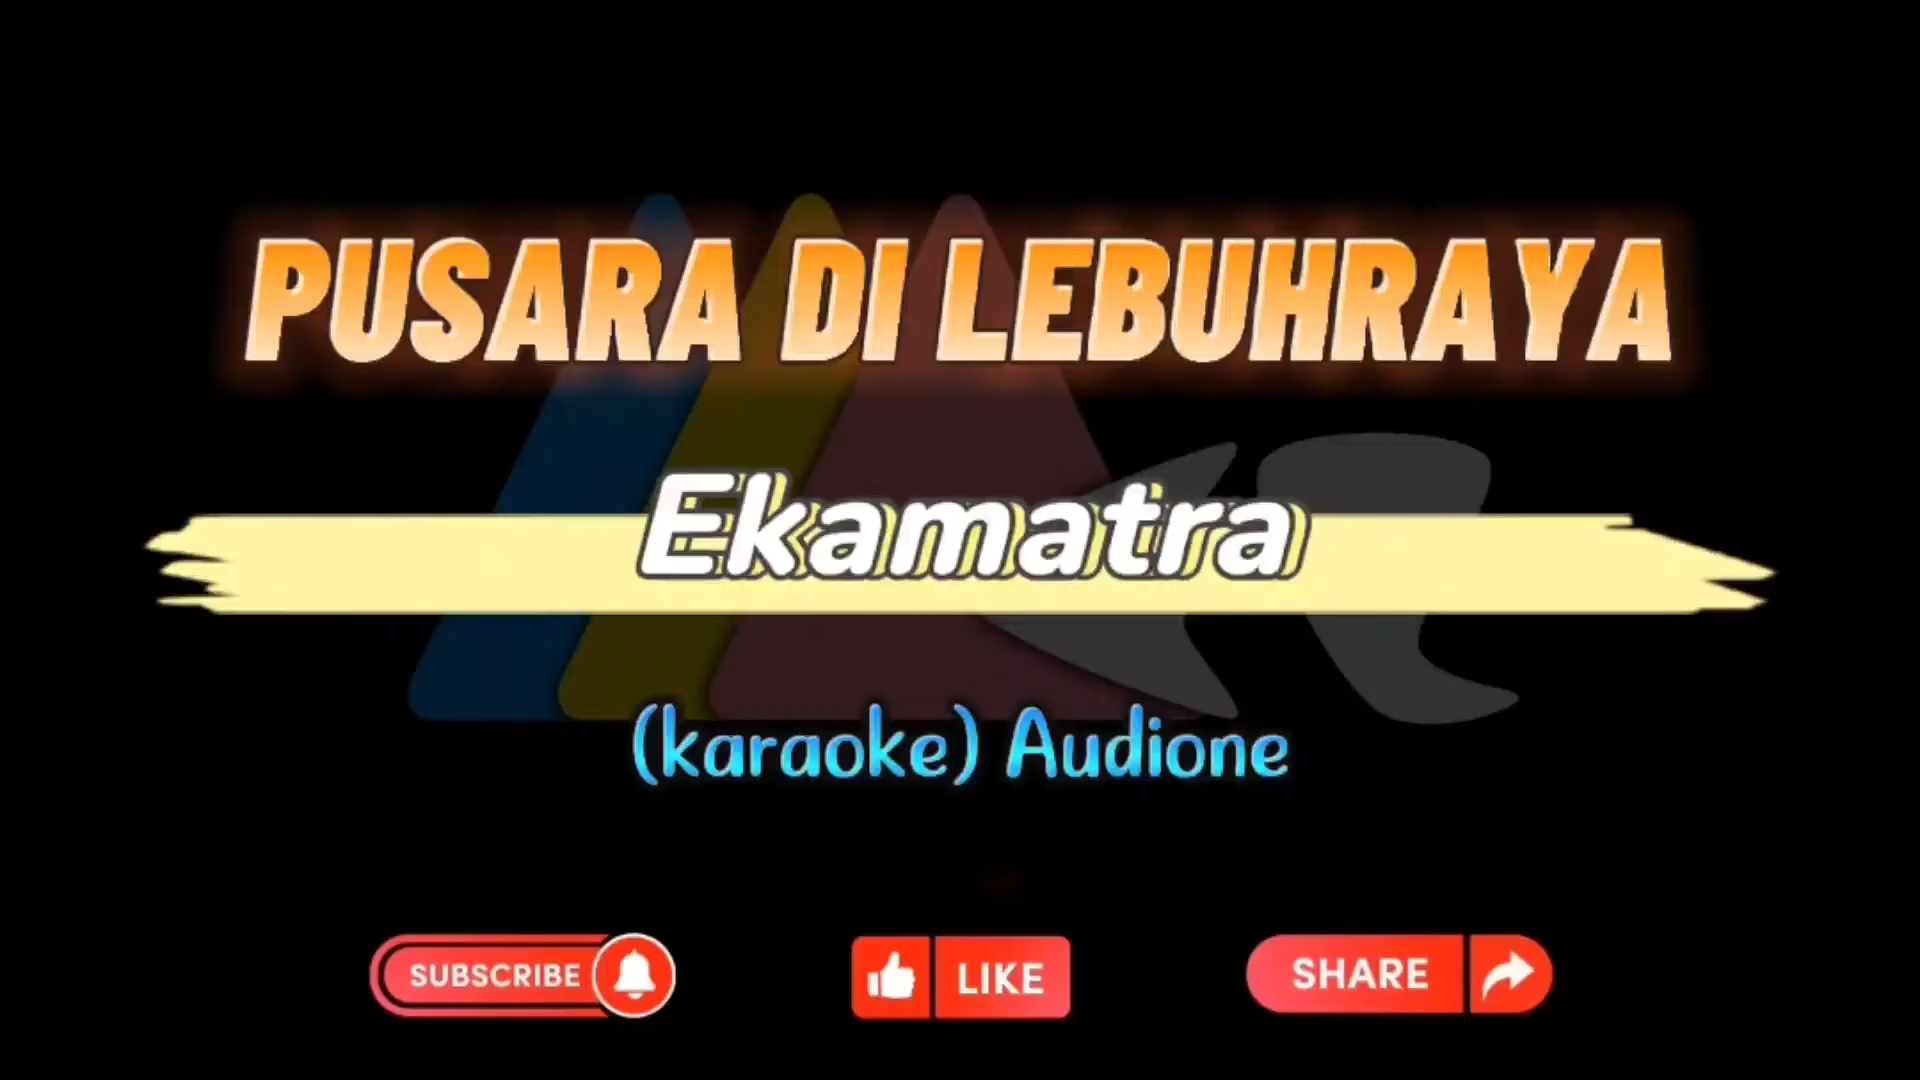 PUSARA DI LEBUHRAYA
Ekamatra
(karaoke) Audione
SUBSCRIBE
LIKE
SHARE